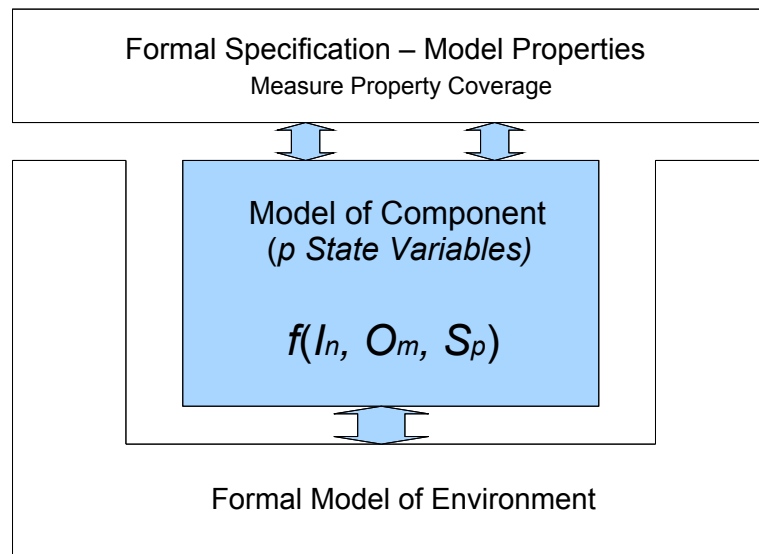 Formal Specification – Model Properties
Measure Property Coverage
Model of Component
(p State Variables)
f(In, Om, Sp)
Formal Model of Environment